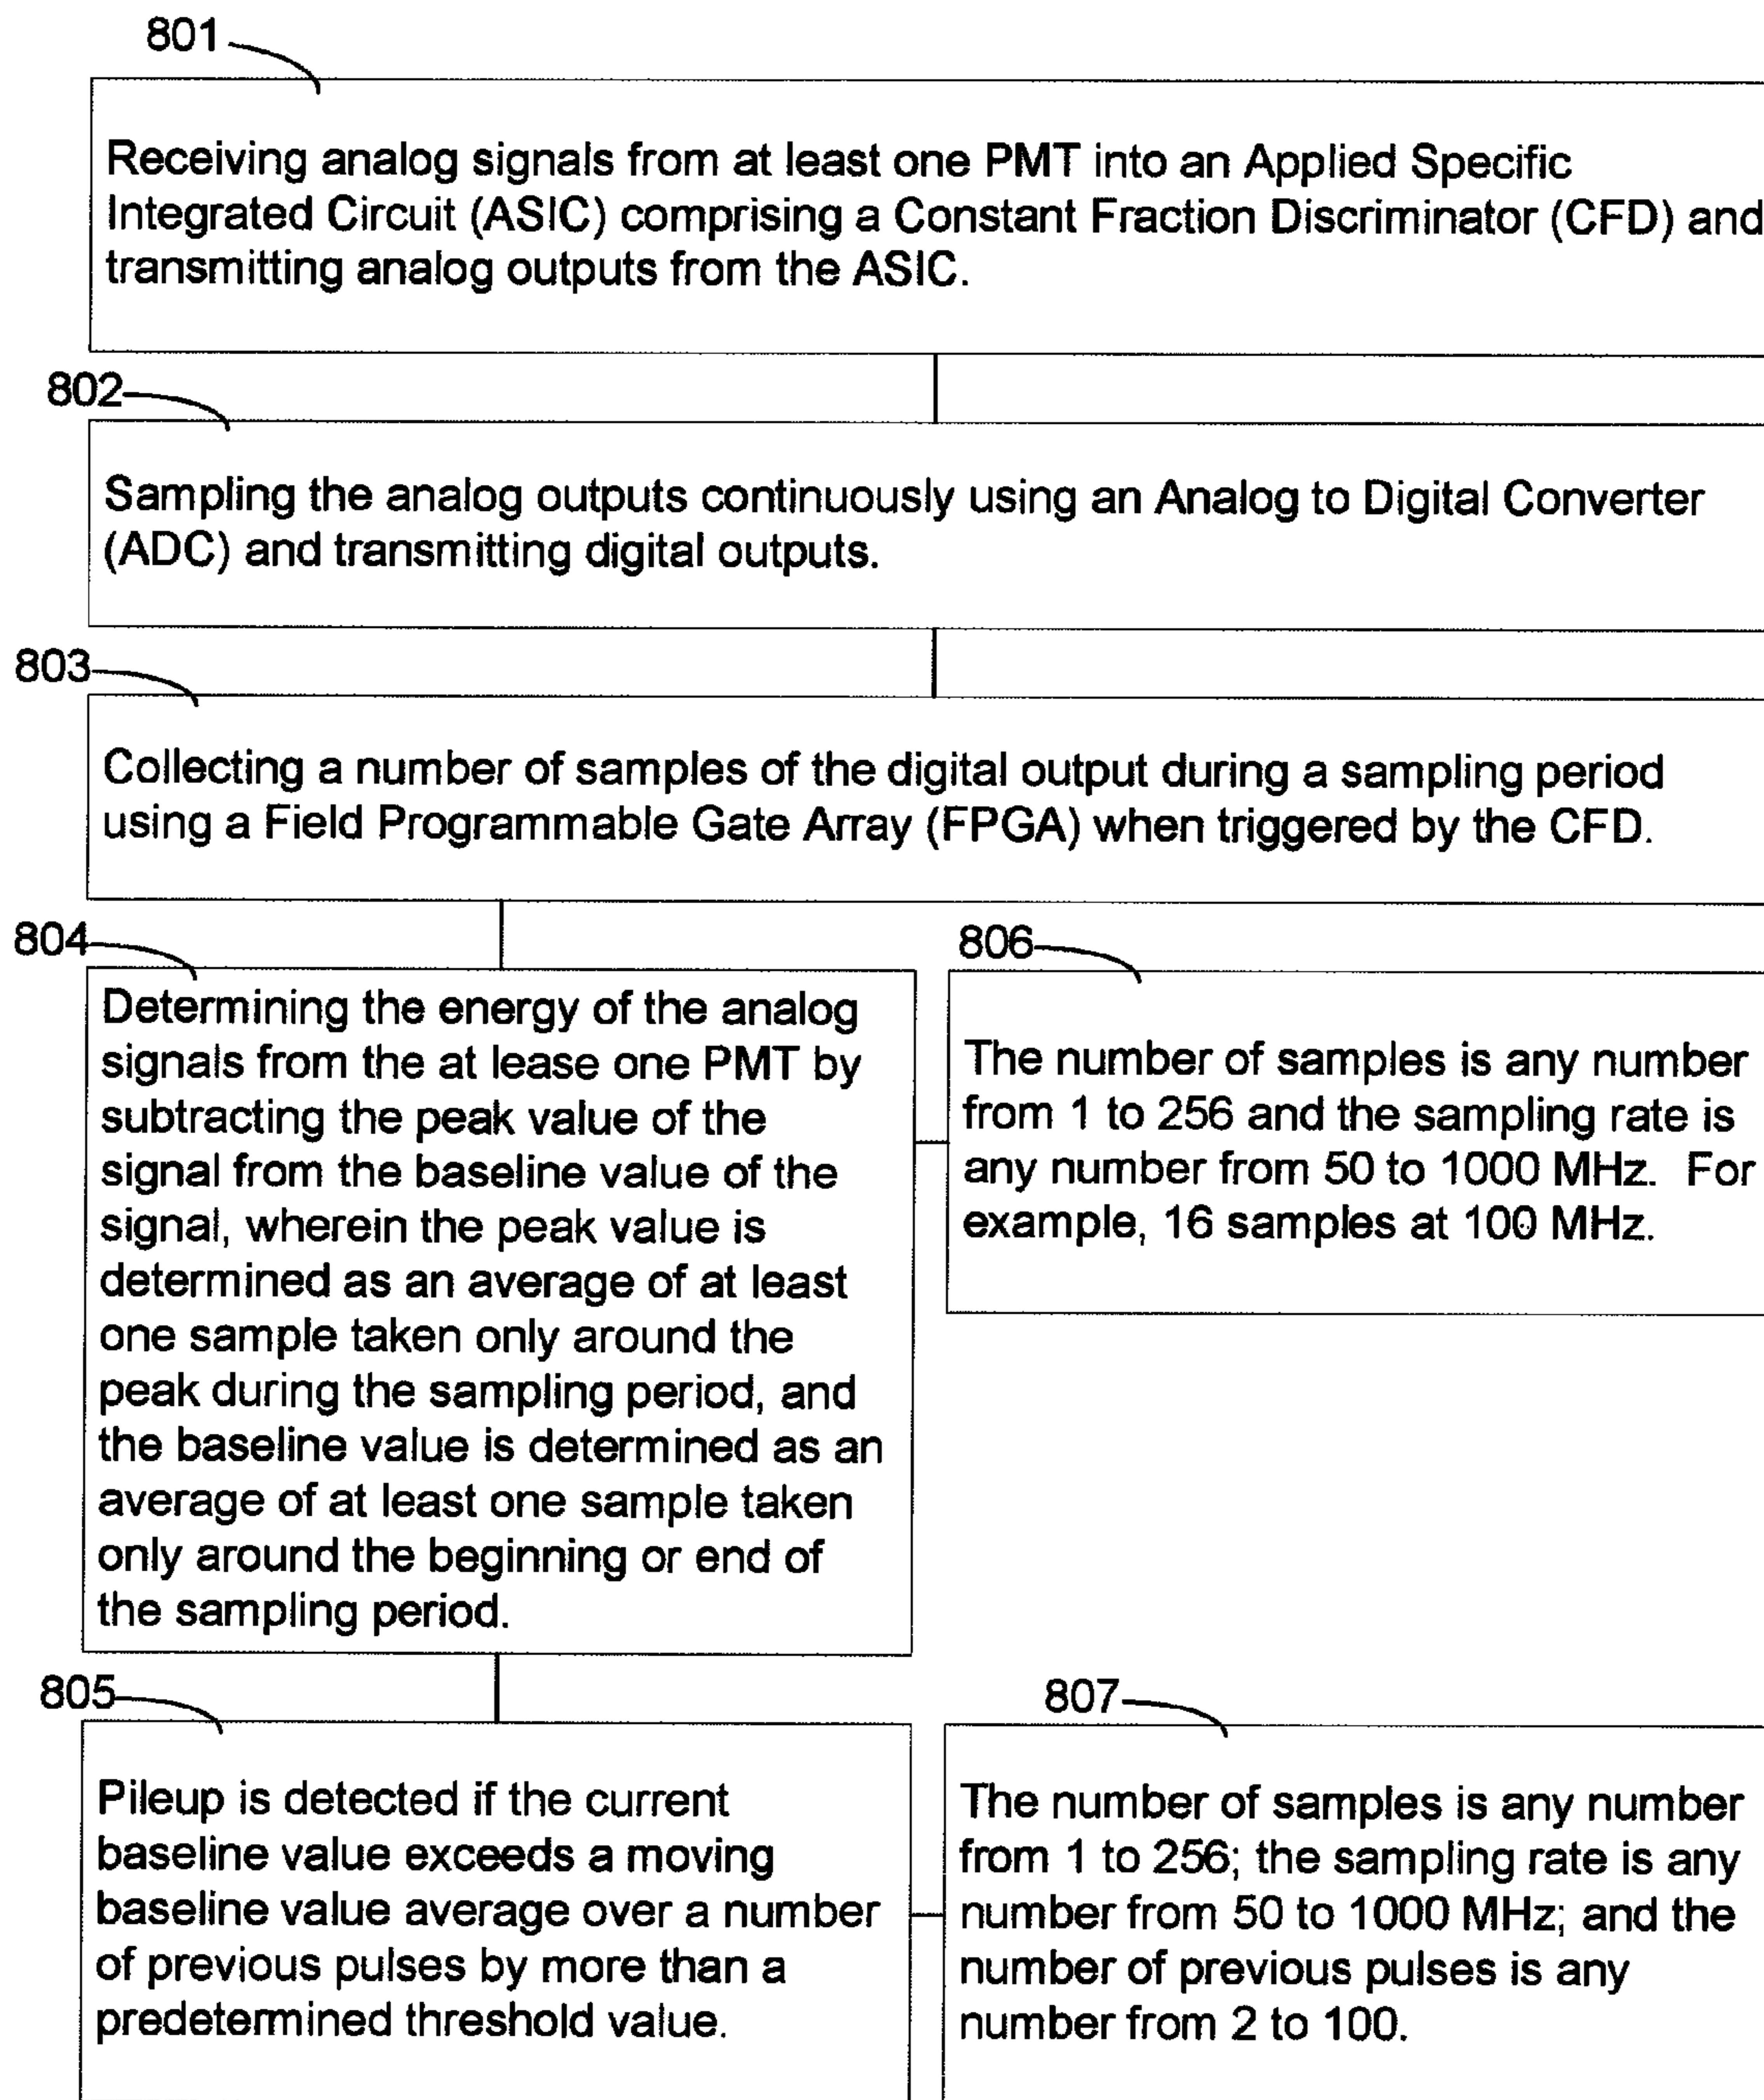 801
Receiving analog signals from at least one PMT into an Applied Specific
Integrated Circuit (ASIC) comprising a Constant Fraction Discriminator (CFD) and
transmitting analog outputs from the ASIC.
802
Sampling the analog outputs continuously using an Analog to Digital Converter
(ADC) and transmitting digital outputs.
803
Collecting a number of samples of the digital output during a sampling period
using a Field Programmable Gate Array (FPGA) when triggered by the CFD.
804
Determining the energy of the analog
signals from the at lease one PMT by
subtracting the peak value of the
signal from the baseline value of the
signal, wherein the peak value is
determined as an average of at least
one sample taken only around the
peak during the sampling period, and
the baseline value is determined as an
average of at least one sample taken
only around the beginning or end of
the sampling period.
806
The number of samples is any number
from 1 to 256 and the sampling rate is
any number from 50 to 1000 MHz. For
example, 16 samples at 100 MHz.
805
Pileup is detected if the current
baseline value exceeds a moving
baseline value average over a number
of previous pulses by more than a
predetermined threshold value.
807
The number of samples is any number
from 1 to 256; the sampling rate is any
number from 50 to 1000 MHz; and the
number of previous pulses is any
number from 2 to 100.